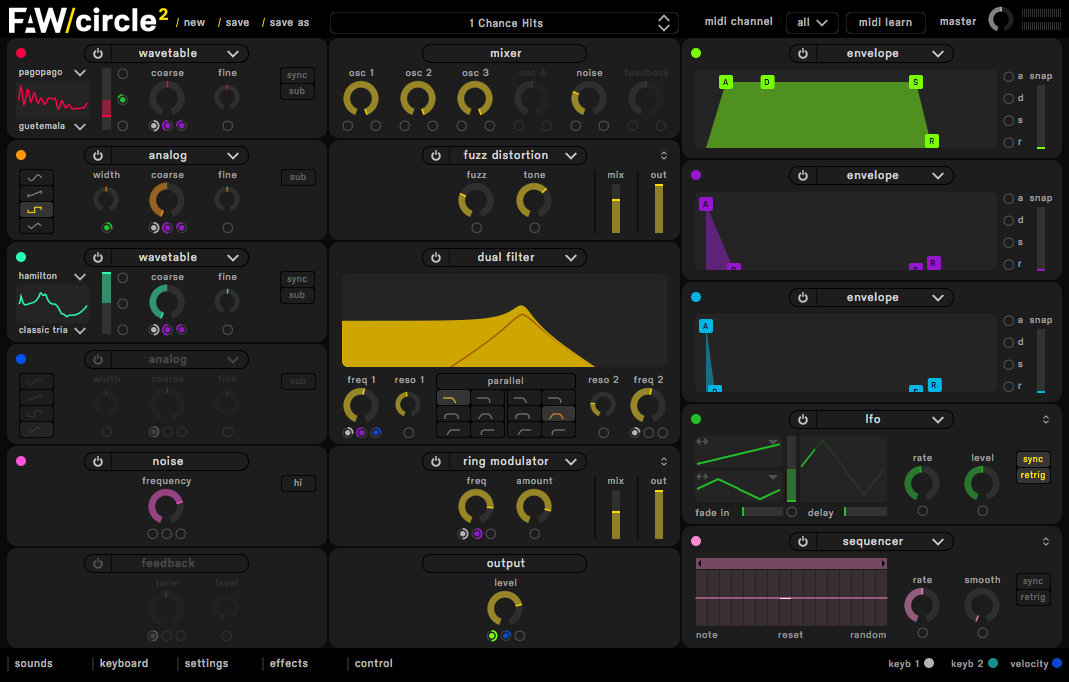 FAW/circle²
/ new / save / save as
1 Chance Hits
midi channel all midi learn master
wavetable
pagopago coarse fine sync
sub
guetemala
analog
width coarse fine sub
wavetable
hamilton coarse fine sync
sub
classic tria
analog
width coarse fine sub
noise
frequency hi
feedback
tune level
mixer
osc 1 osc 2 osc 3 osc 4 noise feedback
fuzz distortion
fuzz tone mix out
dual filter
freq 1 reso 1 parallel reso 2 freq 2
ring modulator
freq amount mix out
output
level
envelope
A D S R
a snap
d
s
r
envelope
A R
a snap
d
s
r
envelope
A R
a snap
d
s
r
lfo
rate level sync
retrig
fade in delay
sequencer
rate smooth sync
retrig
note reset random
sounds keyboard settings effects control
keyb 1 keyb 2 velocity